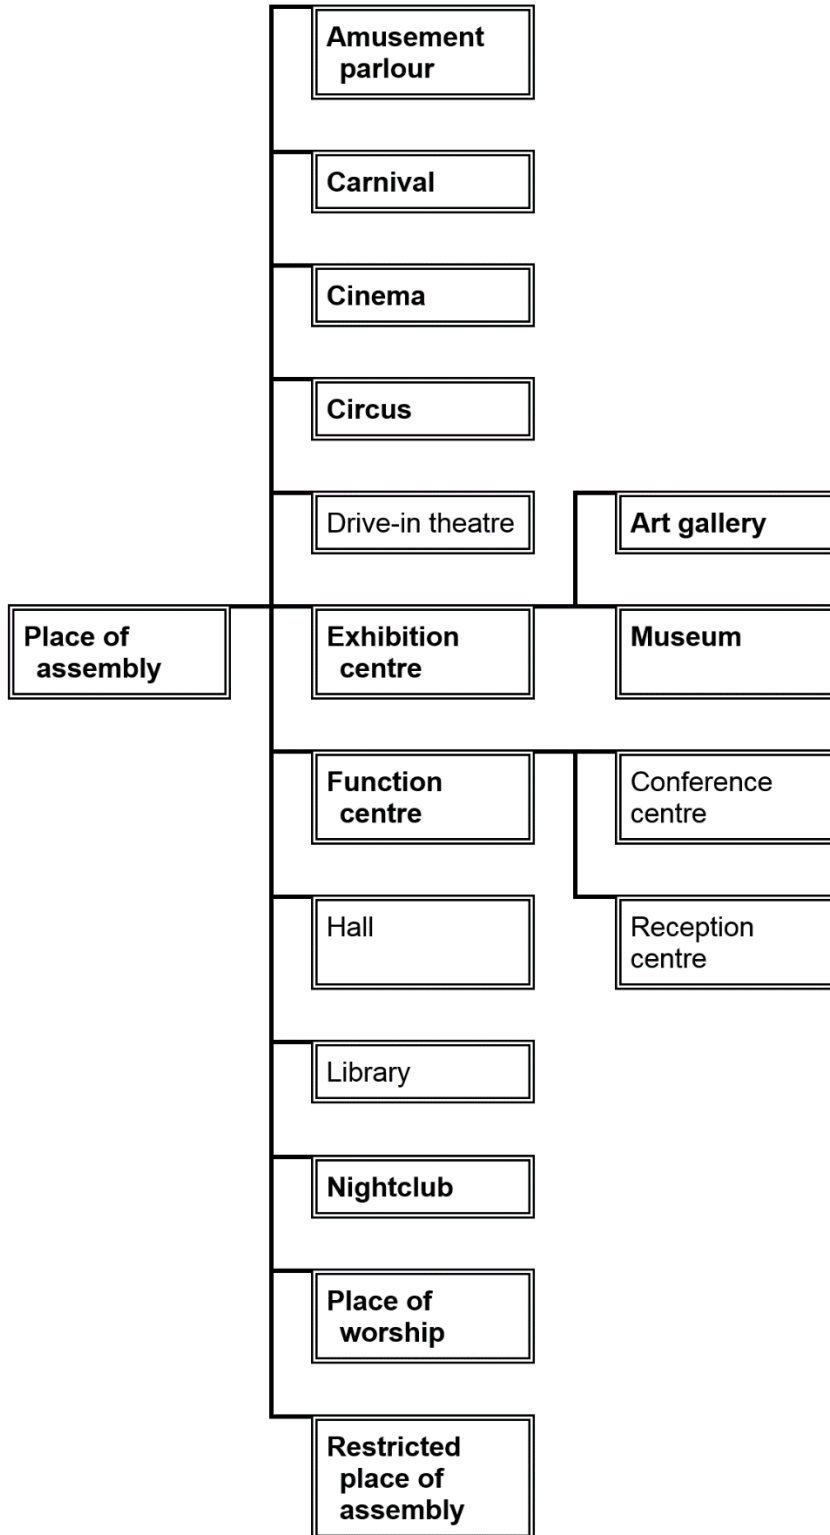 Amusement
parlour
Carnival
Cinema
Circus
Drive-in theatre
Art gallery
Place of
assembly
Exhibition
centre
Museum
Function
centre
Conference
centre
Hall
Reception
centre
Library
Nightclub
Place of
worship
Restricted
place of
assembly